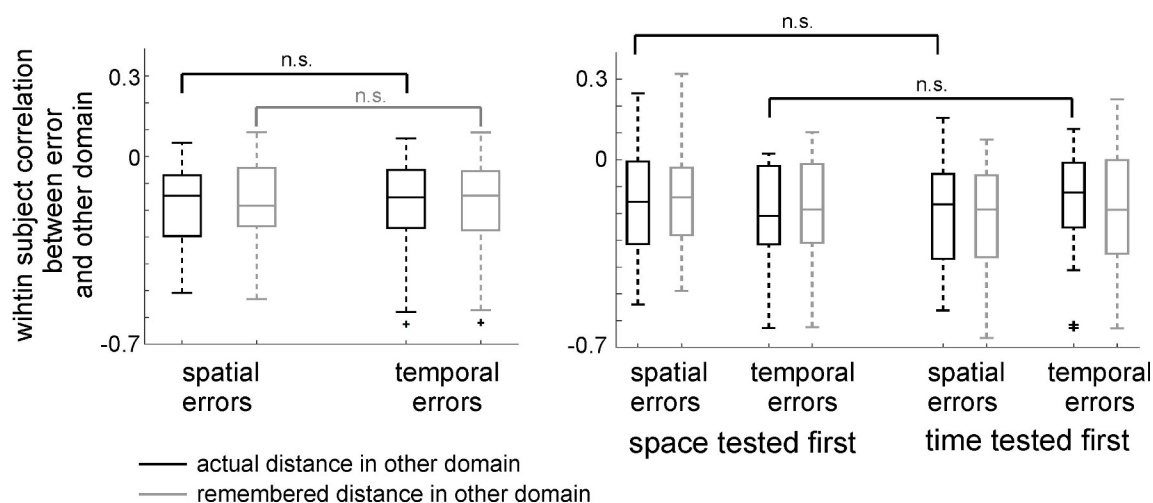 wihtin subject correlation
between error
and other domain
0.3
0
-0.7
n.s.
n.s.
spatial
errors
temporal
errors
actual distance in other domain
remembered distance in other domain
n.s.
n.s.
0.3
0
-0.7
spatial
errors
temporal
errors
spatial
errors
temporal
errors
space tested first
time tested first